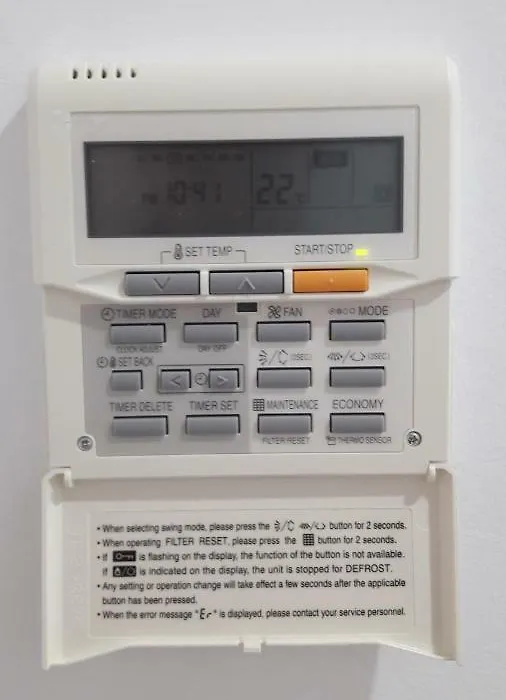 PM 10:41 22°C
SET TEMP START/STOP
TIMER MODE DAY FAN MODE
CLOCK ADJUST DAY OFF
SET BACK (2SEC.) (2SEC.)
TIMER DELETE TIMER SET MAINTENANCE ECONOMY
FILTER RESET THERMO SENSOR
• When selecting swing mode, please press the button for 2 seconds.
• When operating FILTER RESET, please press the button for 2 seconds.
• If is flashing on the display, the function of the button is not available.
If is indicated on the display, the unit is stopped for DEFROST.
• Any setting or operation change will take effect a few seconds after the applicable
button has been pressed.
• When the error message "Er" is displayed, please contact your service personnel.